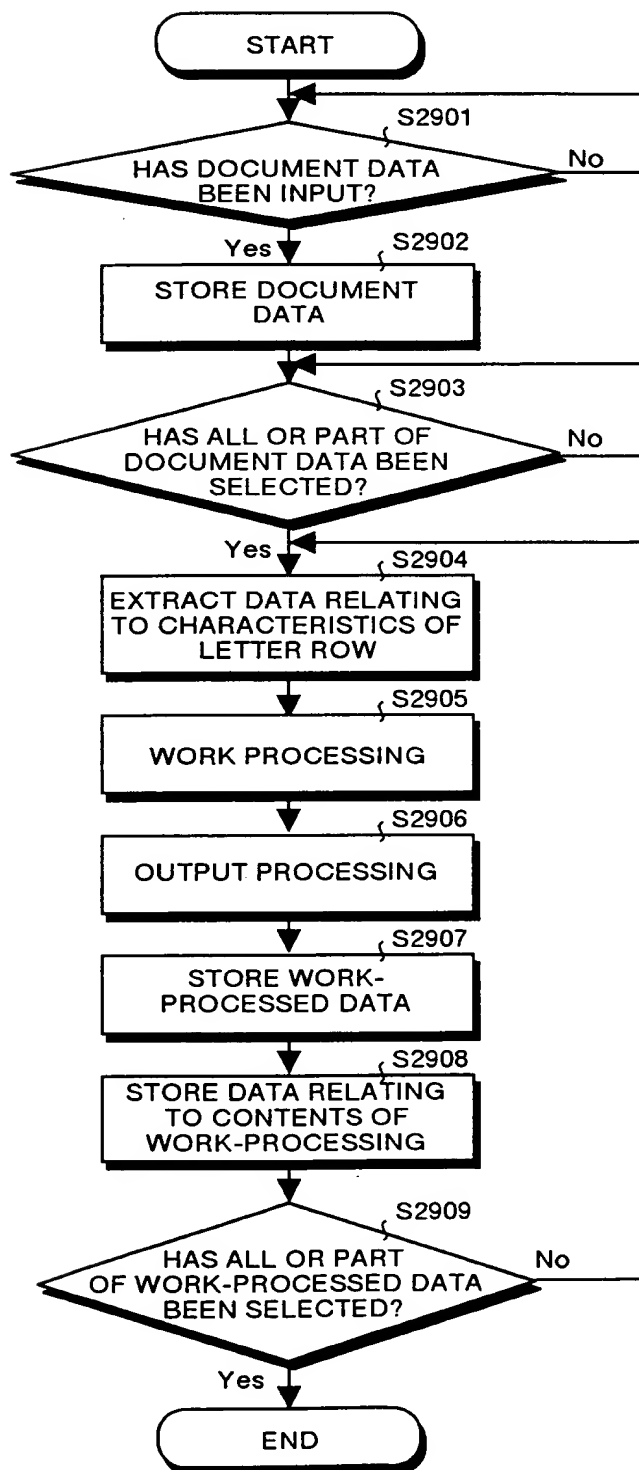 START
S2901
HAS DOCUMENT DATA
BEEN INPUT?
No
Yes
S2902
STORE DOCUMENT
DATA
S2903
HAS ALL OR PART OF
DOCUMENT DATA BEEN
SELECTED?
No
Yes
S2904
EXTRACT DATA RELATING
TO CHARACTERISTICS OF
LETTER ROW
S2905
WORK PROCESSING
S2906
OUTPUT PROCESSING
S2907
STORE WORK-
PROCESSED DATA
S2908
STORE DATA RELATING
TO CONTENTS OF
WORK-PROCESSING
S2909
HAS ALL OR PART
OF WORK-PROCESSED DATA
BEEN SELECTED?
No
Yes
END